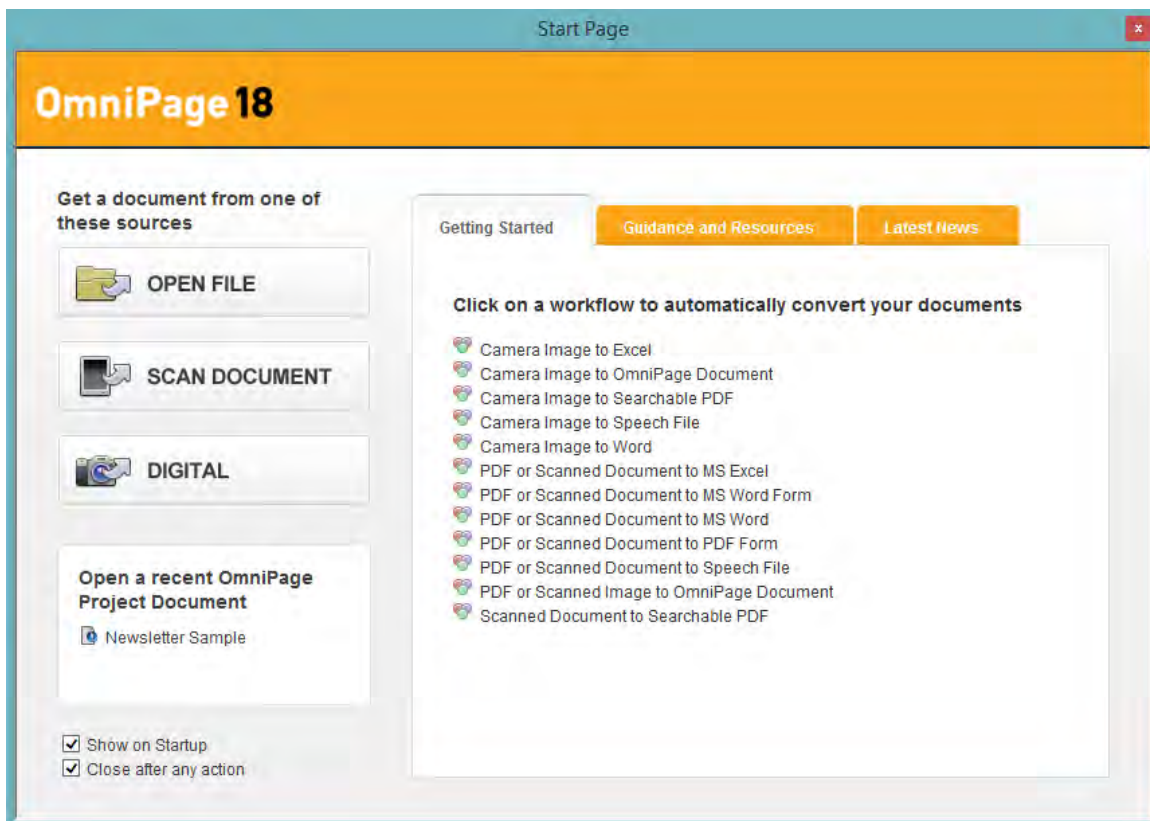 Start Page
OmniPage 18
Get a document from one of
these sources
OPEN FILE
SCAN DOCUMENT
DIGITAL
Open a recent OmniPage
Project Document
Newsletter Sample
Show on Startup
Close after any action
Getting Started
Guidance and Resources
Latest News
Click on a workflow to automatically convert your documents
Camera Image to Excel
Camera Image to OmniPage Document
Camera Image to Searchable PDF
Camera Image to Speech File
Camera Image to Word
PDF or Scanned Document to MS Excel
PDF or Scanned Document to MS Word Form
PDF or Scanned Document to MS Word
PDF or Scanned Document to PDF Form
PDF or Scanned Document to Speech File
PDF or Scanned Image to OmniPage Document
Scanned Document to Searchable PDF